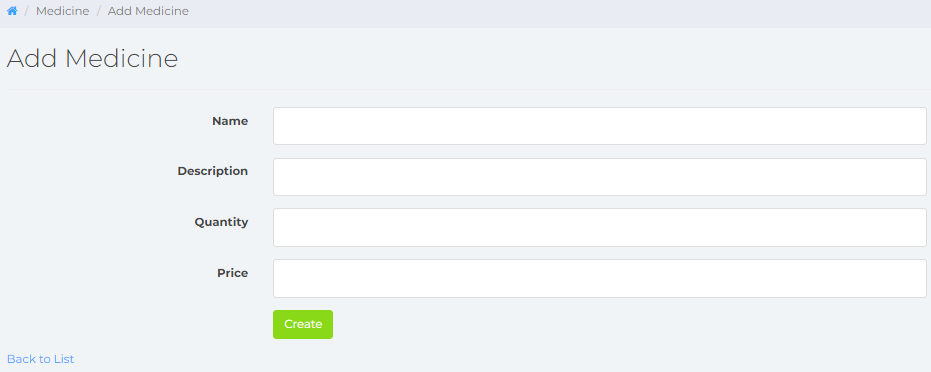 / Medicine / Add Medicine
Add Medicine
Name
Description
Quantity
Price
Create
Back to List